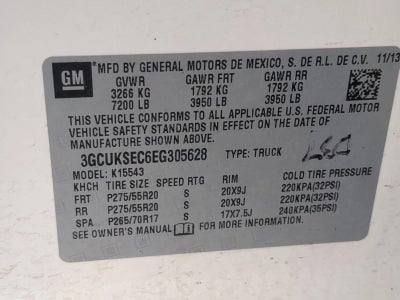 GM
MFD BY GENERAL MOTORS DE MEXICO, S. DE R.L. DE C.V. 11/13
GVWR GAWR FRT GAWR RR
3266 KG 1792 KG 1792 KG
7200 LB 3950 LB 3950 LB
THIS VEHICLE CONFORMS TO ALL APPLICABLE U.S. FEDERAL MOTOR
VEHICLE SAFETY STANDARDS IN EFFECT ON THE DATE OF
MANUFACTURE SHOWN ABOVE.
3GCUKSEC6EG305628 TYPE: TRUCK
MODEL: K15543
KHCH TIRE SIZE SPEED RTG RIM COLD TIRE PRESSURE
FRT P275/55R20 S 20X9J 220KPA(32PSI)
RR P275/55R20 S 20X9J 220KPA(32PSI)
SPA P265/70R17 S 17X7.5J 240KPA(35PSI)
SEE OWNER'S MANUAL FOR ADDITIONAL INFORMATION.